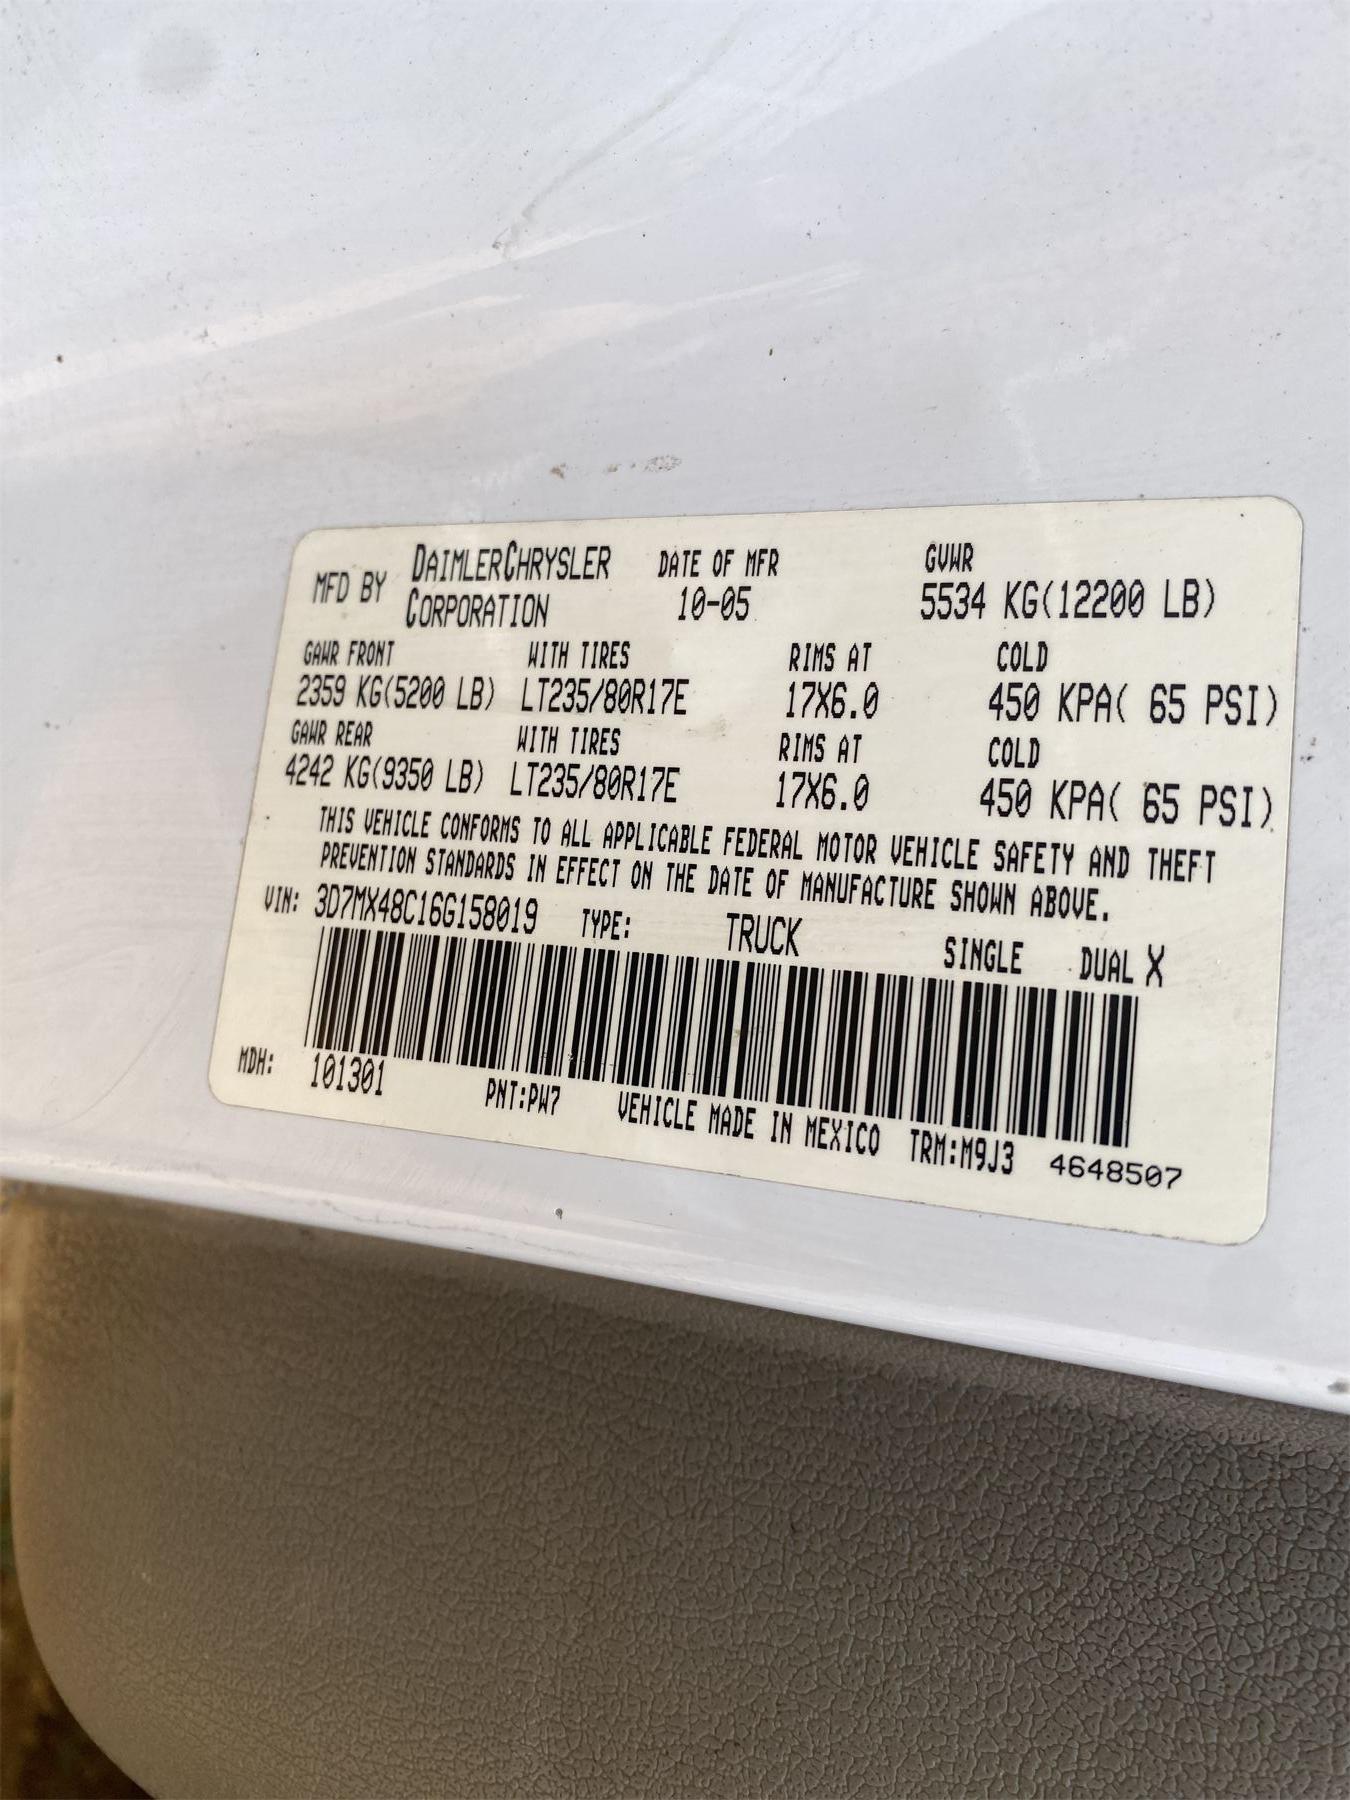 MFD BY DAIMLERCHRYSLER CORPORATION DATE OF MFR 10-05 GVWR 5534 KG(12200 LB)
GAWR FRONT WITH TIRES RIMS AT COLD
2359 KG(5200 LB) LT235/80R17E 17X6.0 450 KPA( 65 PSI)
GAWR REAR WITH TIRES RIMS AT COLD
4242 KG(9350 LB) LT235/80R17E 17X6.0 450 KPA( 65 PSI)
THIS VEHICLE CONFORMS TO ALL APPLICABLE FEDERAL MOTOR VEHICLE SAFETY AND THEFT
PREVENTION STANDARDS IN EFFECT ON THE DATE OF MANUFACTURE SHOWN ABOVE.
VIN: 3D7MX48C16G158019 TYPE: TRUCK SINGLE DUAL X
MDH: 101301 PNT:PW7 VEHICLE MADE IN MEXICO TRM:M9J3 4648507